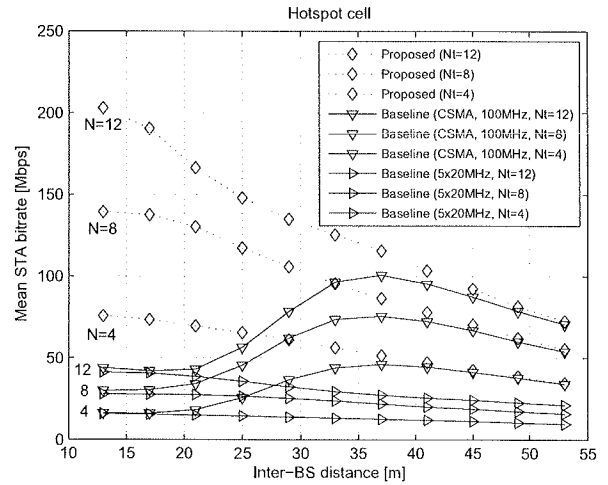 Hotspot cell
250
200
150
100
50
0
Mean STA bitrate [Mbps]
10 15 20 25 30 35 40 45 50 55
Inter-BS distance [m]
Proposed (Nt=12)
Proposed (Nt=8)
Proposed (Nt=4)
Baseline (CSMA, 100MHz, Nt=12)
Baseline (CSMA, 100MHz, Nt=8)
Baseline (CSMA, 100MHz, Nt=4)
Baseline (5x20MHz, Nt=12)
Baseline (5x20MHz, Nt=8)
Baseline (5x20MHz, Nt=4)
N=12
N=8
N=4
12
8
4